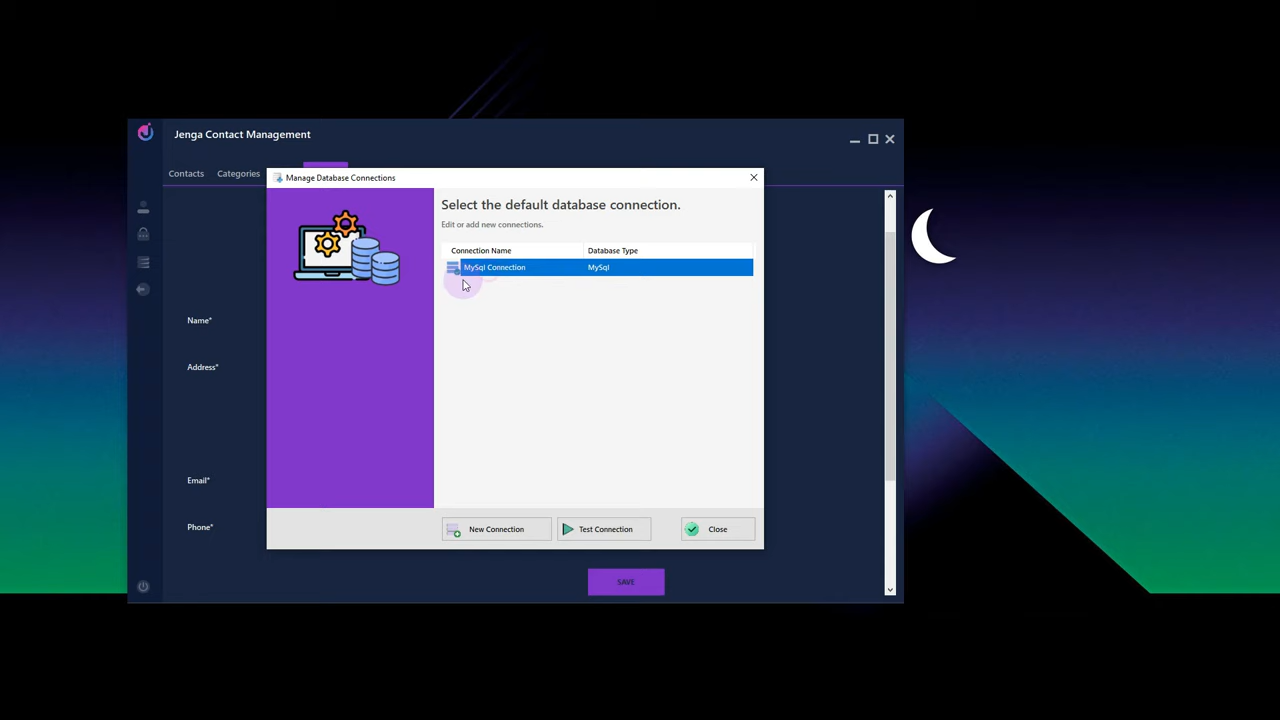 Jenga Contact Management
Contacts
Categories
Manage Database Connections
Select the default database connection.
Edit or add new connections.
Connection Name
Database Type
MySql Connection
MySql
Name*
Address*
Email*
Phone*
New Connection
Test Connection
Close
SAVE